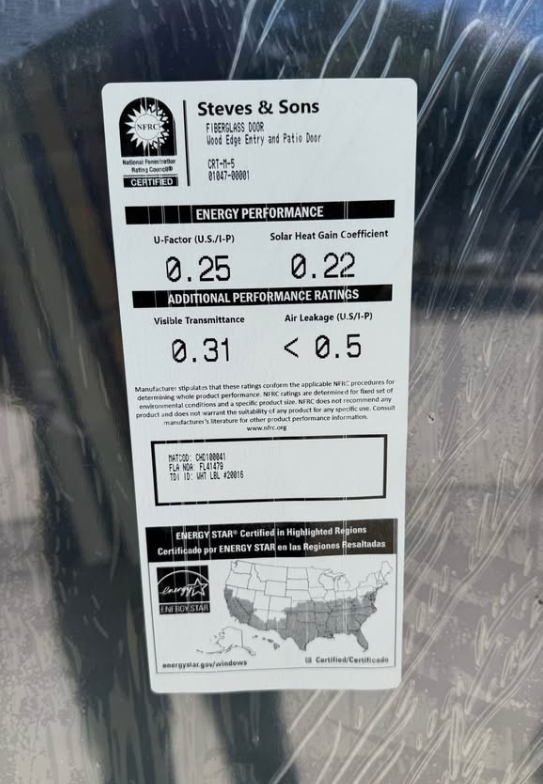 NFRC
National Fenestration
Rating Council®
CERTIFIED
Steves & Sons
FIBERGLASS DOOR
Wood Edge Entry and Patio Door
CRT-M-5
01047-00001
ENERGY PERFORMANCE
U-Factor (U.S./I-P)
Solar Heat Gain Coefficient
0.25
0.22
ADDITIONAL PERFORMANCE RATINGS
Visible Transmittance
Air Leakage (U.S/I-P)
0.31
< 0.5
Manufacturer stipulates that these ratings conform the applicable NFRC procedures for
determining whole product performance. NFRC ratings are determined for fixed set of
environmental conditions and a specific product size. NFRC does not recommend any
product and does not warrant the suitability of any product for any specific use. Consult
manufacturer's literature for other product performance information.
www.nfrc.org
MATCOD: CHD100041
FLA NOA: FL41479
TDI ID: WHT LBL #20016
ENERGY STAR® Certified in Highlighted Regions
Certificado por ENERGY STAR en las Regiones Resaltadas
energy
ENERGY STAR
energystar.gov/windows
Certified/Certificado